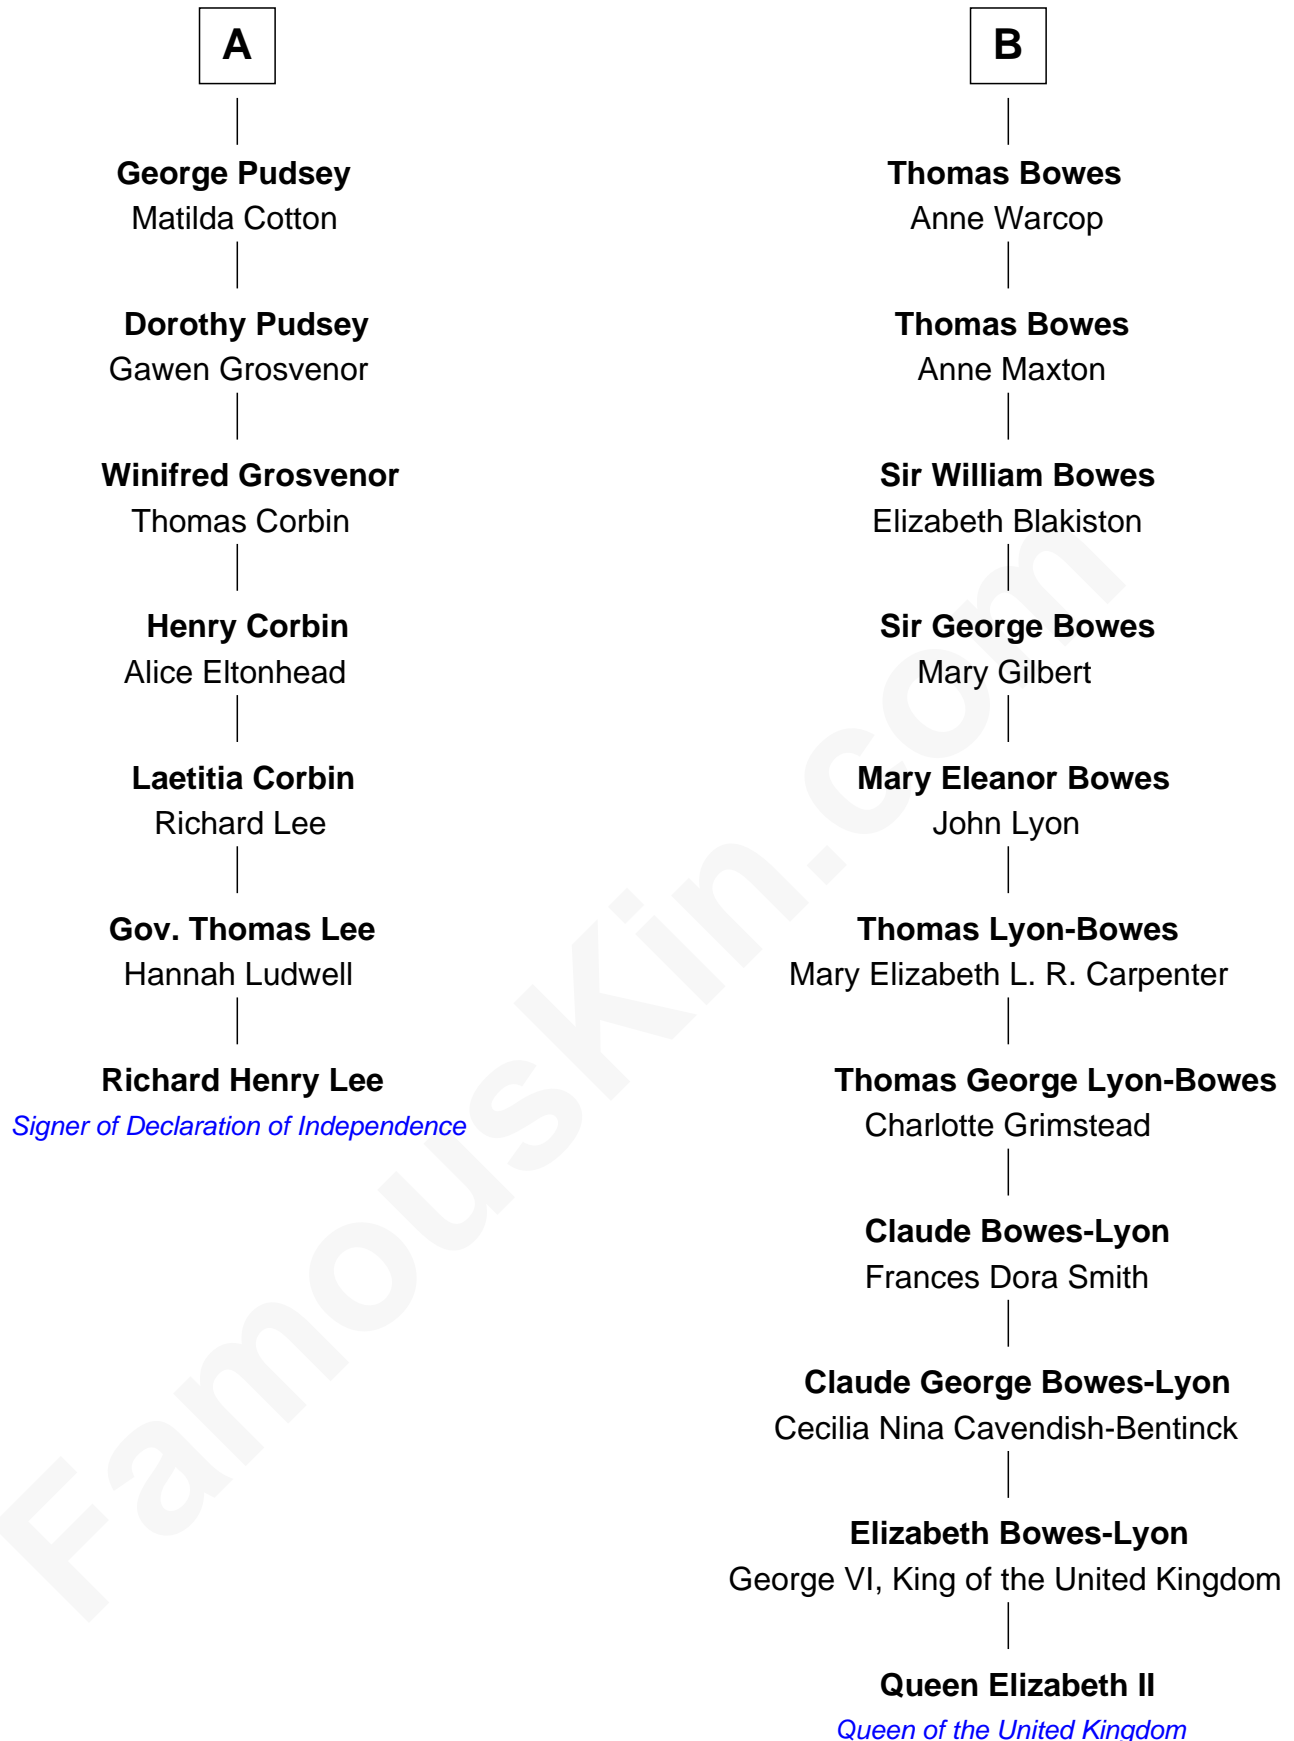 A
George Pudsey
Matilda Cotton
Dorothy Pudsey
Gawen Grosvenor
Winifred Grosvenor
Thomas Corbin
Henry Corbin
Alice Eltonhead
Laetitia Corbin
Richard Lee
Gov. Thomas Lee
Hannah Ludwell
Richard Henry Lee
Signer of Declaration of Independence
B
Thomas Bowes
Anne Warcop
Thomas Bowes
Anne Maxton
Sir William Bowes
Elizabeth Blakiston
Sir George Bowes
Mary Gilbert
Mary Eleanor Bowes
John Lyon
Thomas Lyon-Bowes
Mary Elizabeth L. R. Carpenter
Thomas George Lyon-Bowes
Charlotte Grimstead
Claude Bowes-Lyon
Frances Dora Smith
Claude George Bowes-Lyon
Cecilia Nina Cavendish-Bentinck
Elizabeth Bowes-Lyon
George VI, King of the United Kingdom
Queen Elizabeth II
Queen of the United Kingdom
FamousKin.com